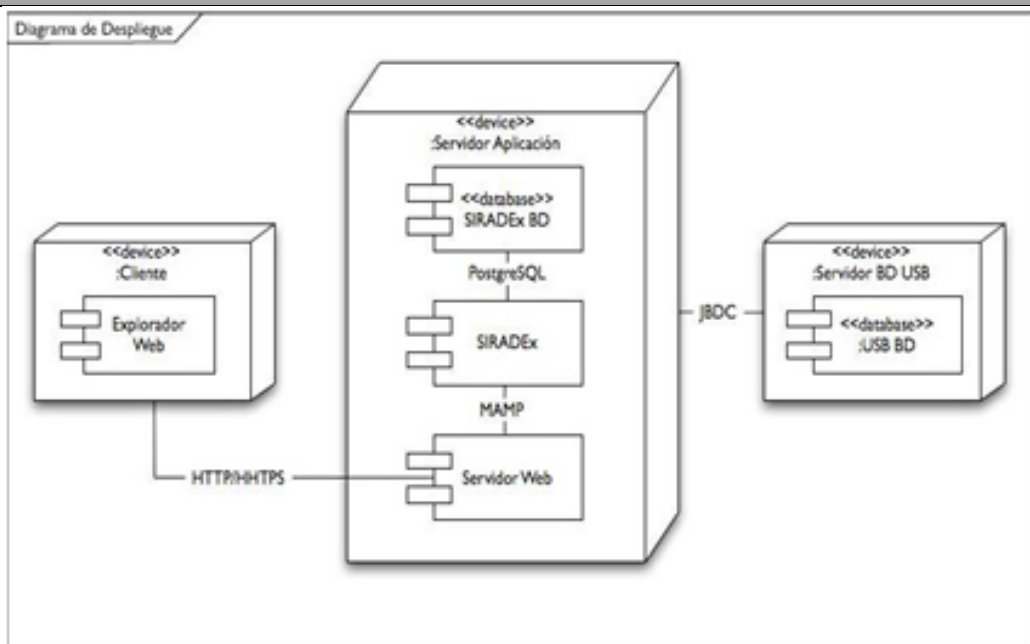 Diagrama de Despliegue
<<device>>
:Servidor Aplicación
<<database>>
SIRADEx BD
PostgreSQL
SIRADEx
MAMP
Servidor Web
<<device>>
:Cliente
Explorador
Web
HTTP/HHTPS
JBDC
<<device>>
:Servidor BD USB
<<database>>
:USB BD